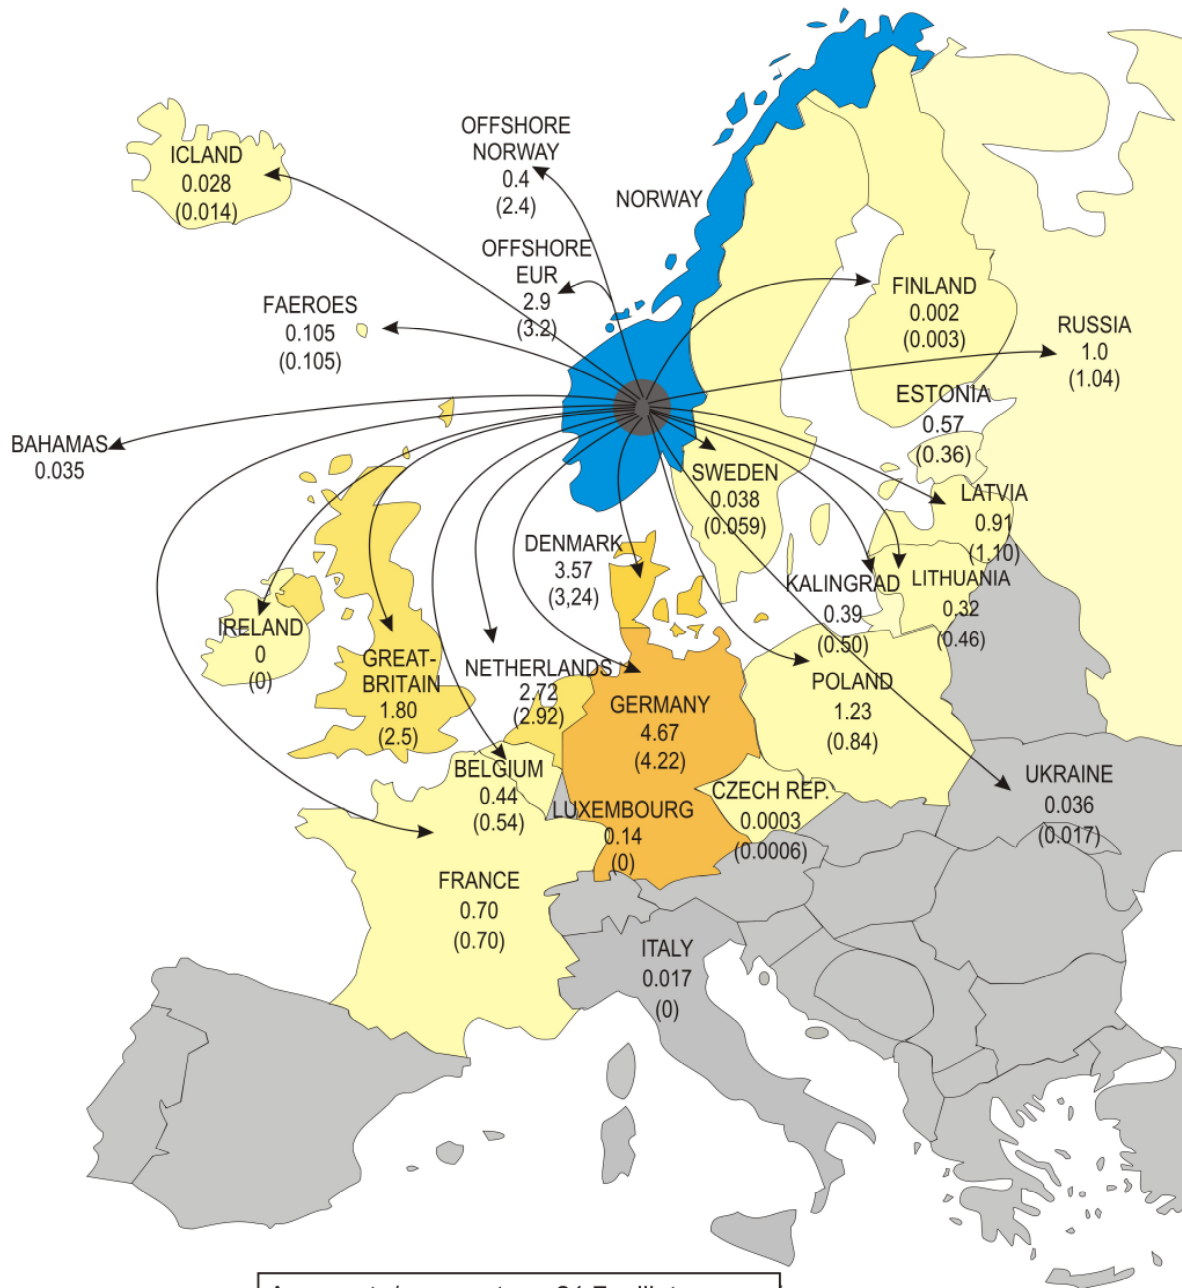 OFFSHORE
NORWAY
0.4
(2.4)
ICLAND
0.028
(0.014)
NORWAY
OFFSHORE
EUR
2.9
(3.2)
FAEROES
0.105
(0.105)
FINLAND
0.002
(0.003)
RUSSIA
1.0
(1.04)
ESTONIA
0.57
(0.36)
BAHAMAS
0.035
SWEDEN
0.038
(0.059)
LATVIA
0.91
(1.10)
DENMARK
3.57
(3,24)
KALINGRAD
0.39
(0.50)
LITHUANIA
0.32
(0.46)
IRELAND
0
(0)
GREAT-
BRITAIN
1.80
(2.5)
NETHERLANDS
2.72
(2.92)
GERMANY
4.67
(4.22)
POLAND
1.23
(0.84)
BELGIUM
0.44
(0.54)
LUXEMBOURG
0.14
(0)
CZECH REP.
0.0003
(0.0006)
UKRAINE
0.036
(0.017)
FRANCE
0.70
(0.70)
ITALY
0.017
(0)